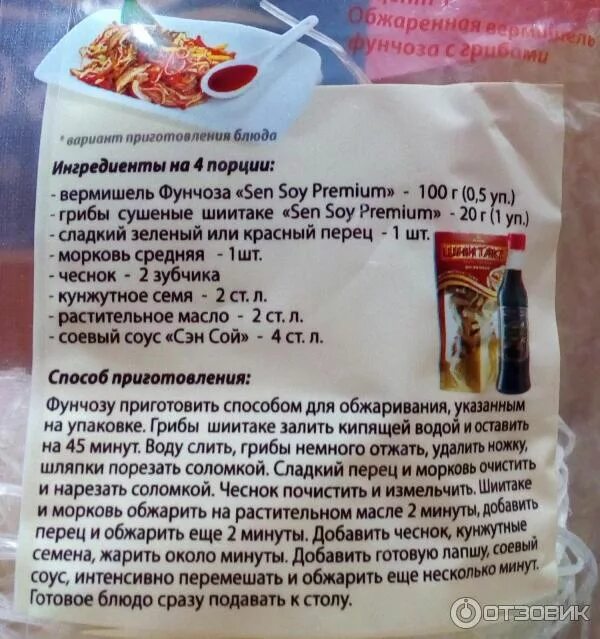 Обжаренная вермишель
фунчоза с грибами
* вариант приготовления блюда
Ингредиенты на 4 порции:
- вермишель Фунчоза «Sen Soy Premium» - 100 г (0,5 уп.)
- грибы сушеные шиитаке «Sen Soy Premium» - 20 г (1 уп.)
- сладкий зеленый или красный перец - 1 шт.
- морковь средняя - 1шт.
- чеснок - 2 зубчика
- кунжутное семя - 2 ст. л.
- растительное масло - 2 ст. л.
- соевый соус «Сэн Сой» - 4 ст. л.
ШИИТАКЕ
Способ приготовления:
Фунчозу приготовить способом для обжаривания, указанным
на упаковке. Грибы шиитаке залить кипящей водой и оставить
на 45 минут. Воду слить, грибы немного отжать, удалить ножку,
шляпки порезать соломкой. Сладкий перец и морковь очистить
и нарезать соломкой. Чеснок почистить и измельчить. Шиитаке
и морковь обжарить на растительном масле 2 минуты, добавить
перец и обжарить еще 2 минуты. Добавить чеснок, кунжутные
семена, жарить около минуты. Добавить готовую лапшу, соевый
соус, интенсивно перемешать и обжарить еще несколько минут.
Готовое блюдо сразу подавать к столу.
ОТЗОВИК